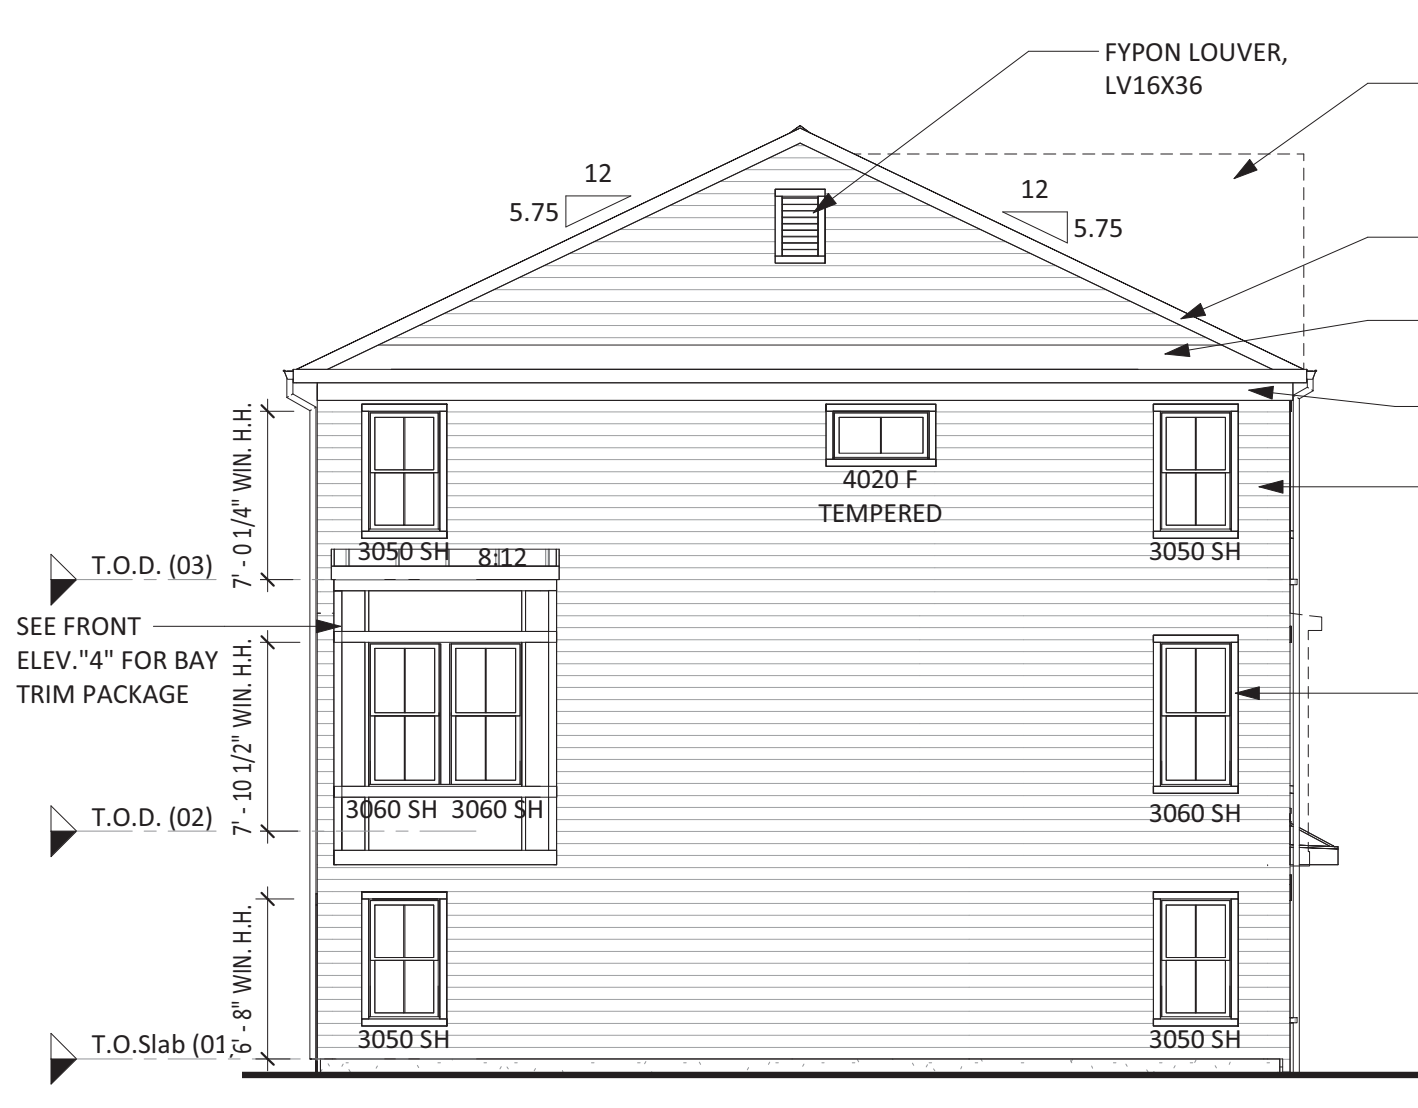 FYPON LOUVER,
LV16X36
12
5.75
12
5.75
7' - 0 1/4" WIN. H.H.
4020 F
TEMPERED
3050 SH
8:12
3050 SH
T.O.D. (03)
SEE FRONT
ELEV."4" FOR BAY
TRIM PACKAGE
7' - 10 1/2" WIN. H.H.
3060 SH 3060 SH
3060 SH
T.O.D. (02)
6' - 8" WIN. H.H.
3050 SH
3050 SH
T.O.Slab (01